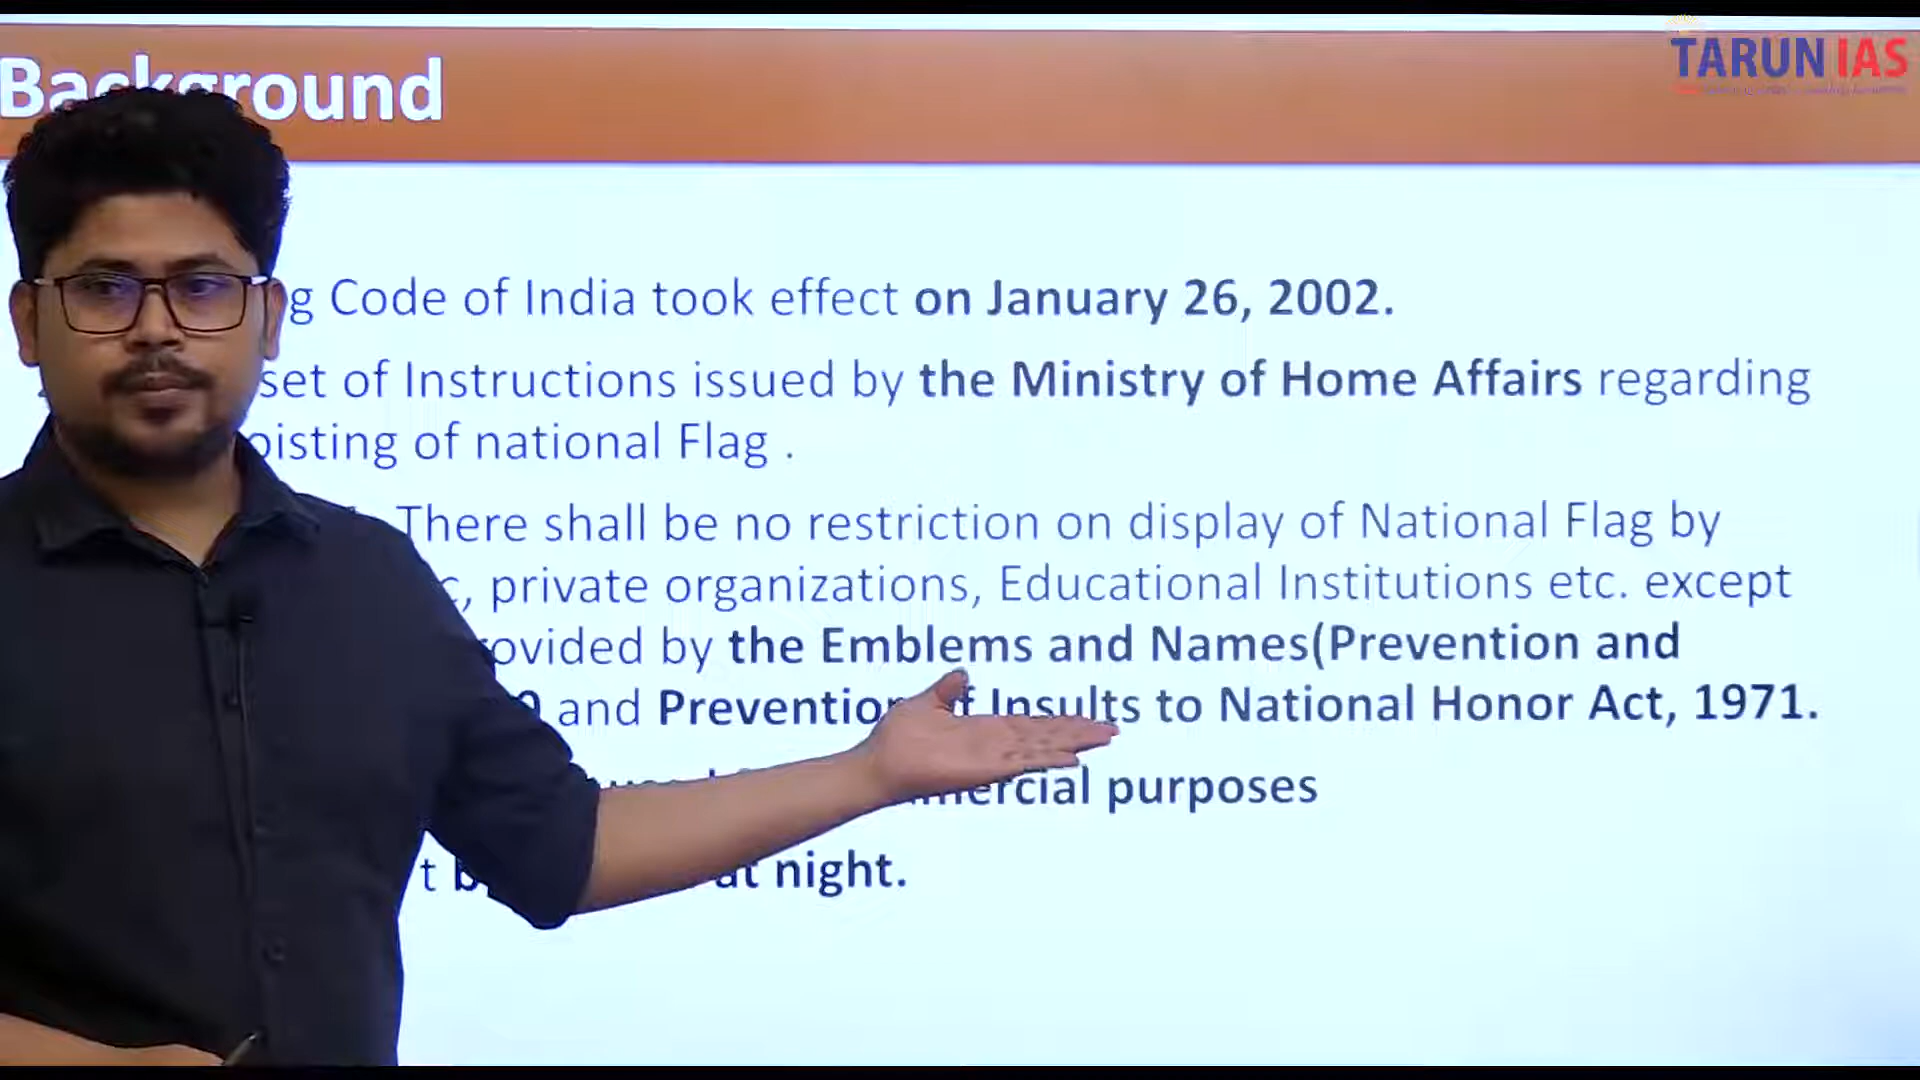 Background
TARUN IAS
g Code of India took effect on January 26, 2002.
set of Instructions issued by the Ministry of Home Affairs regarding
oisting of national Flag .
There shall be no restriction on display of National Flag by
c, private organizations, Educational Institutions etc. except
ovided by the Emblems and Names(Prevention and
and Prevention of Insults to National Honor Act, 1971.
mercial purposes
t at night.